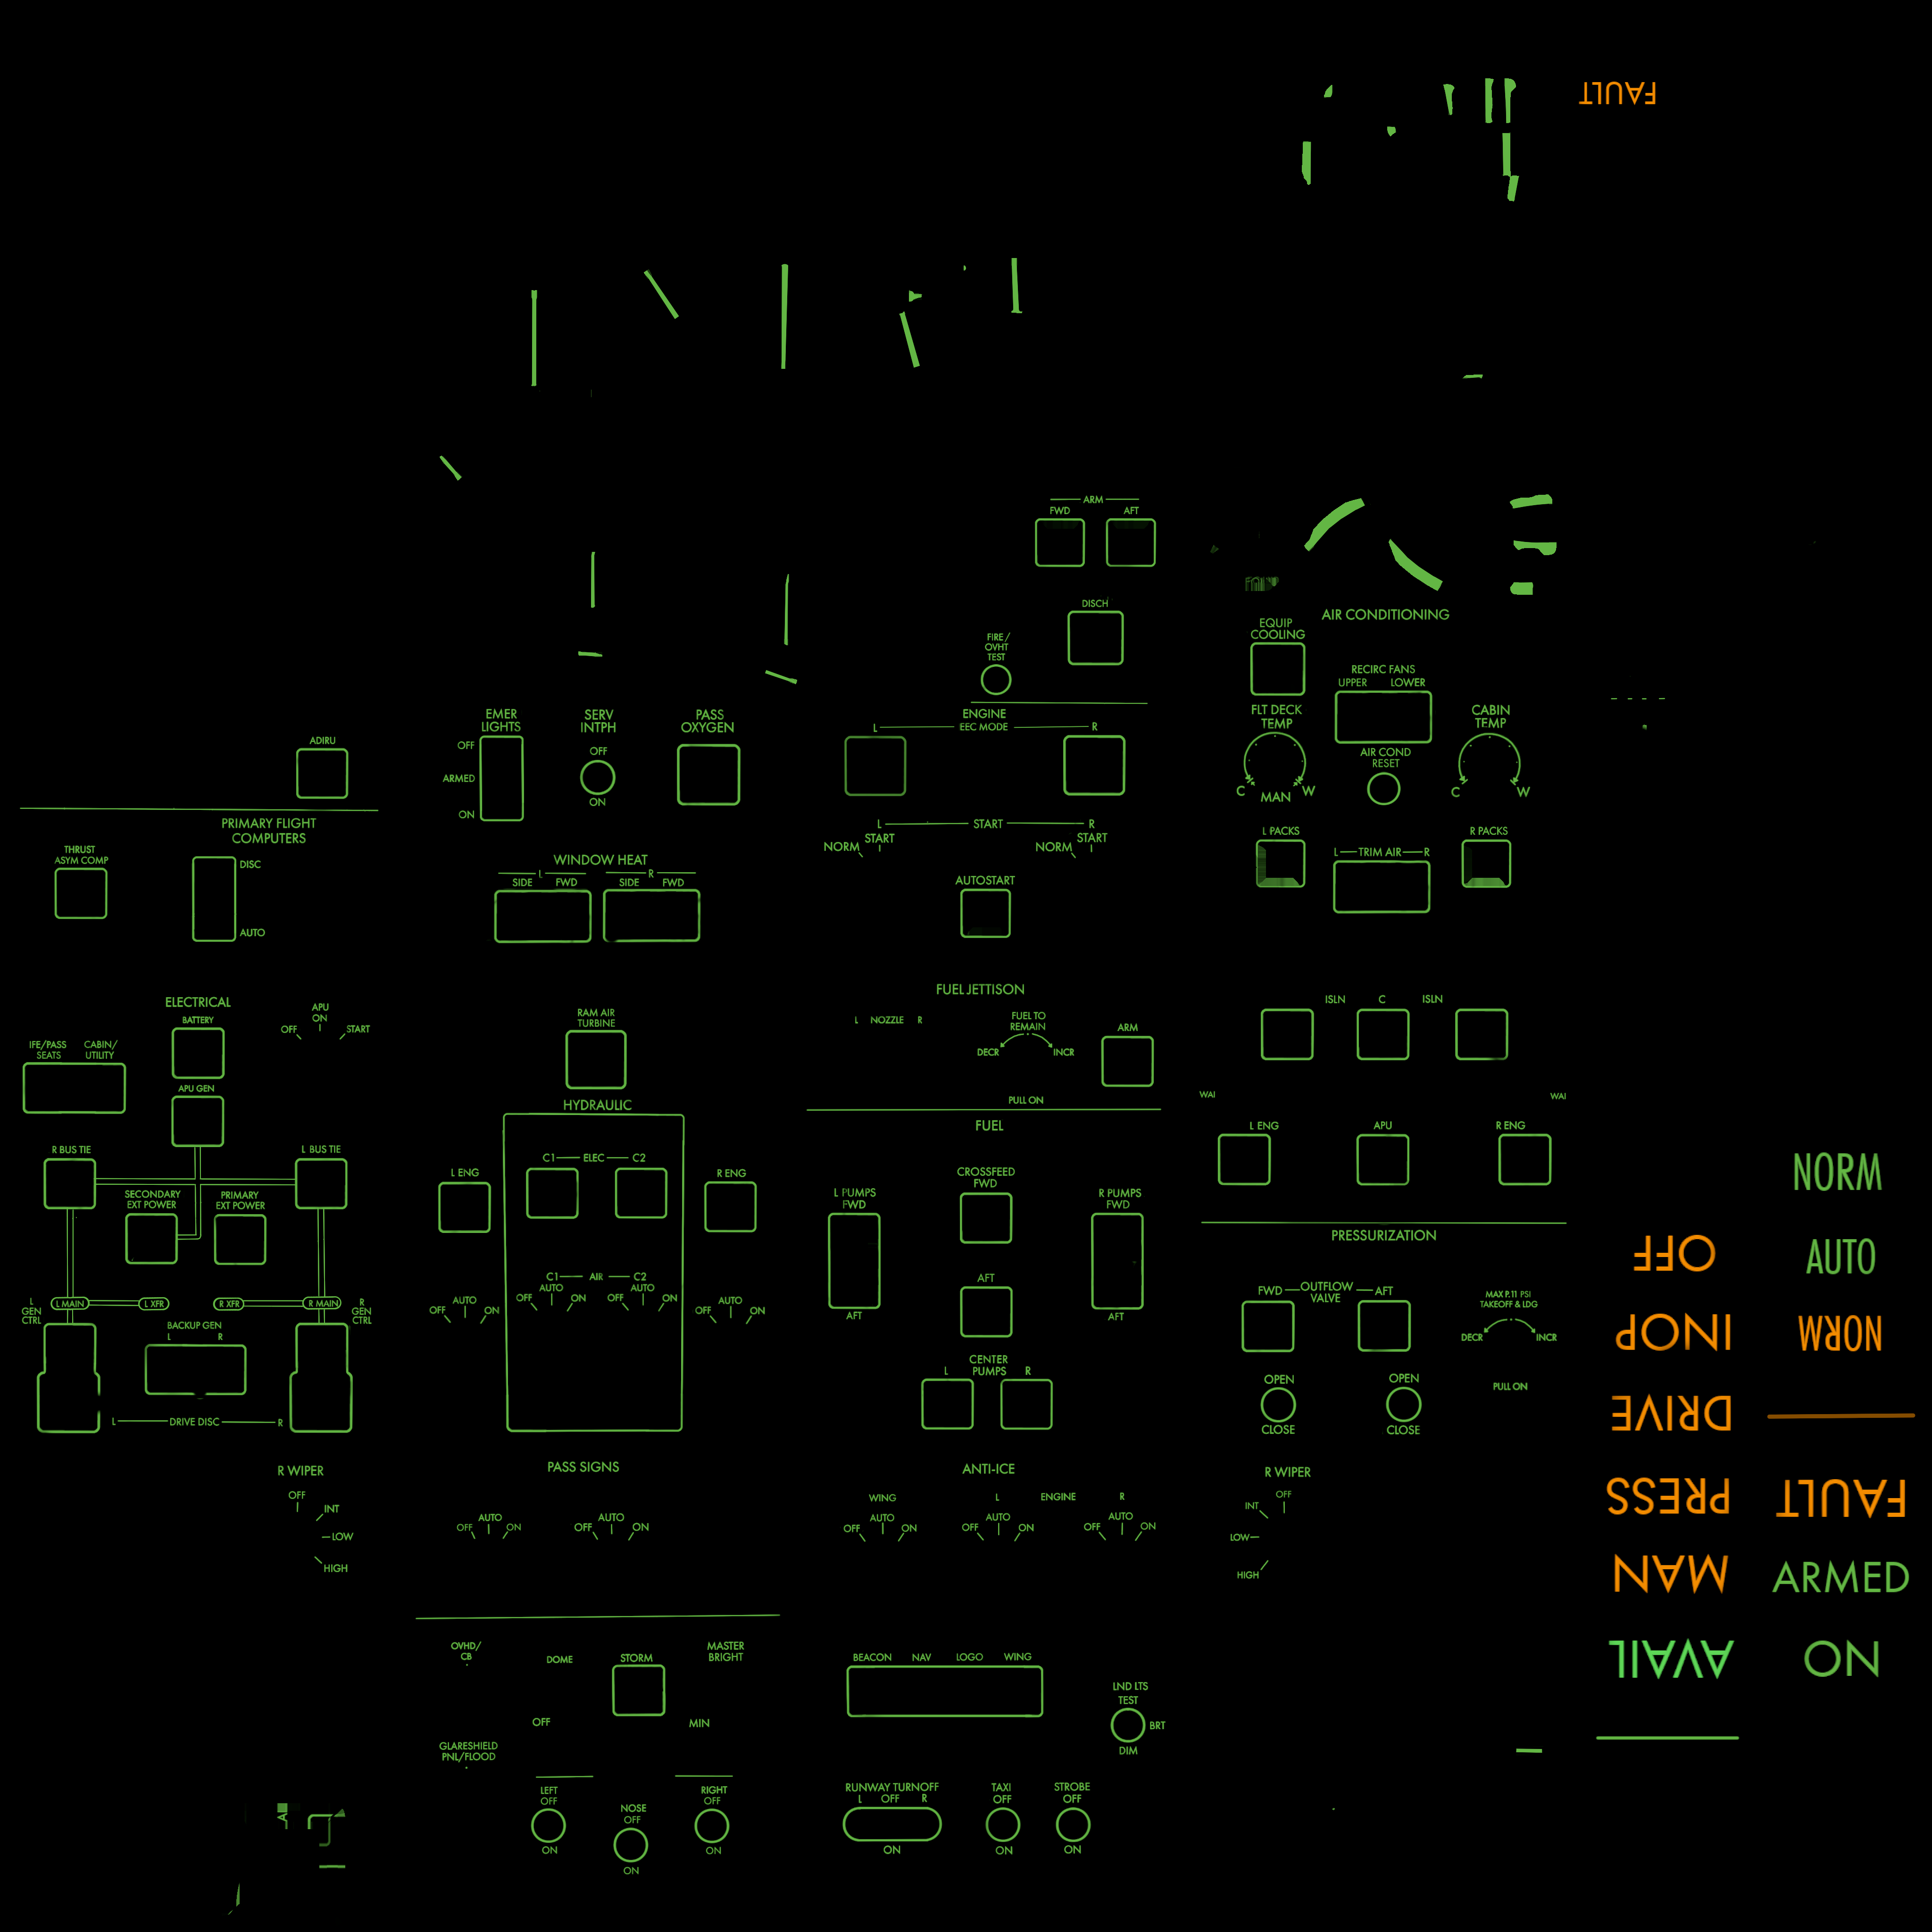 FAULT
ARM
FWD AFT
DISCH
FIRE/
OVHT
TEST
AIR CONDITIONING
EQUIP
COOLING
RECIRC FANS
UPPER LOWER
FLT DECK
TEMP
C MAN W
AIR COND
RESET
CABIN
TEMP
C W
L PACKS
R PACKS
L TRIM AIR R
ADIRU
EMER
LIGHTS
OFF
ARMED
ON
SERV
INTPH
OFF
ON
PASS
OXYGEN
ENGINE
L EEC MODE R
L START R
START
NORM
START
NORM
AUTOSTART
PRIMARY FLIGHT
COMPUTERS
DISC
AUTO
THRUST
ASYM COMP
WINDOW HEAT
L R
SIDE FWD SIDE FWD
ELECTRICAL
BATTERY
APU
ON
OFF START
IFE/PASS
SEATS
CABIN/
UTILITY
APU GEN
R BUS TIE
L BUS TIE
SECONDARY
EXT POWER
PRIMARY
EXT POWER
L MAIN L XFR R XFR R MAIN
L
GEN
CTRL
R
GEN
CTRL
BACKUP GEN
L R
L DRIVE DISC R
RAM AIR
TURBINE
HYDRAULIC
C1 ELEC C2
L ENG
R ENG
C1 AIR C2
OFF AUTO ON
OFF AUTO ON
OFF AUTO ON
OFF AUTO ON
FUEL JETTISON
L NOZZLE R
FUEL TO
REMAIN
DECR INCR
ARM
PULL ON
FUEL
CROSSFEED
FWD
L PUMPS
FWD
R PUMPS
FWD
AFT
AFT
AFT
CENTER
PUMPS
L R
ISLN C ISLN
WAI WAI
L ENG APU R ENG
PRESSURIZATION
FWD OUTFLOW
VALVE AFT
MAX P.11 PSI
TAKEOFF & LDG
DECR INCR
OPEN
CLOSE
OPEN
CLOSE
PULL ON
R WIPER
OFF
INT
LOW
HIGH
PASS SIGNS
OFF AUTO ON
OFF AUTO ON
ANTI-ICE
WING
L ENGINE R
OFF AUTO ON
OFF AUTO ON
OFF AUTO ON
R WIPER
OFF
INT
LOW
HIGH
OVHD/
CB
DOME
STORM
MASTER
BRIGHT
OFF
MIN
GLARESHIELD
PNL/FLOOD
LEFT
OFF
ON
NOSE
OFF
ON
RIGHT
OFF
ON
BEACON NAV LOGO WING
LND LTS
TEST
BRT
DIM
RUNWAY TURNOFF
L OFF R
ON
TAXI
OFF
ON
STROBE
OFF
ON
NORM
OFF
AUTO
INOP
NORM
DRIVE
PRESS
FAULT
MAN
ARMED
AVAIL
ON